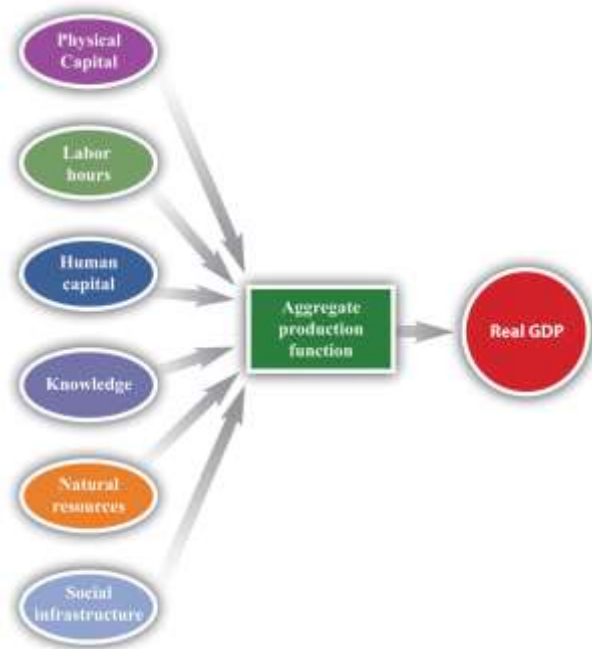 Physical
Capital
Labor
hours
Human
capital
Knowledge
Natural
resources
Social
infrastructure
Aggregate
production
function
Real GDP